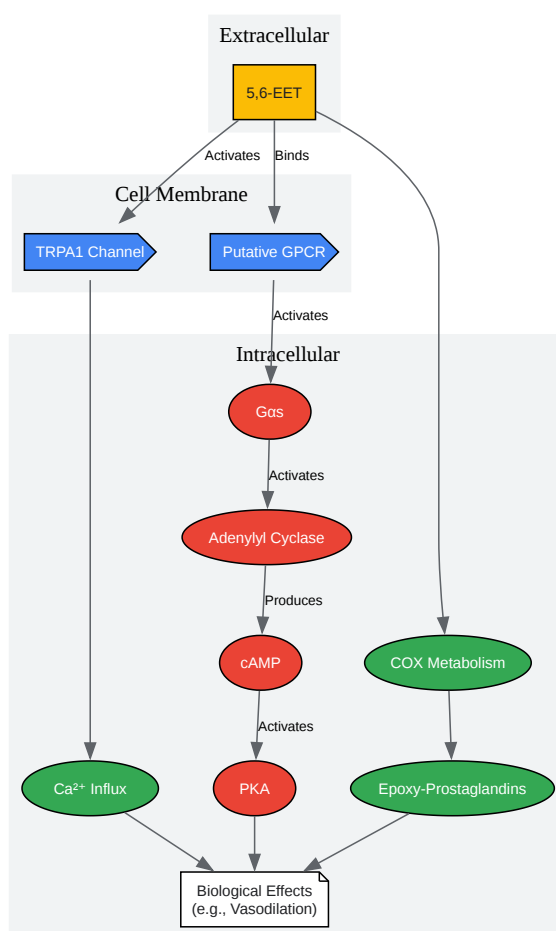 Extracellular
5,6-EET
Activates
Binds
Cell Membrane
TRPA1 Channel
Putative GPCR
Activates
Intracellular
Gαs
Activates
Adenylyl Cyclase
Produces
cAMP
COX Metabolism
Activates
Ca²⁺ Influx
PKA
Epoxy-Prostaglandins
Biological Effects
(e.g., Vasodilation)